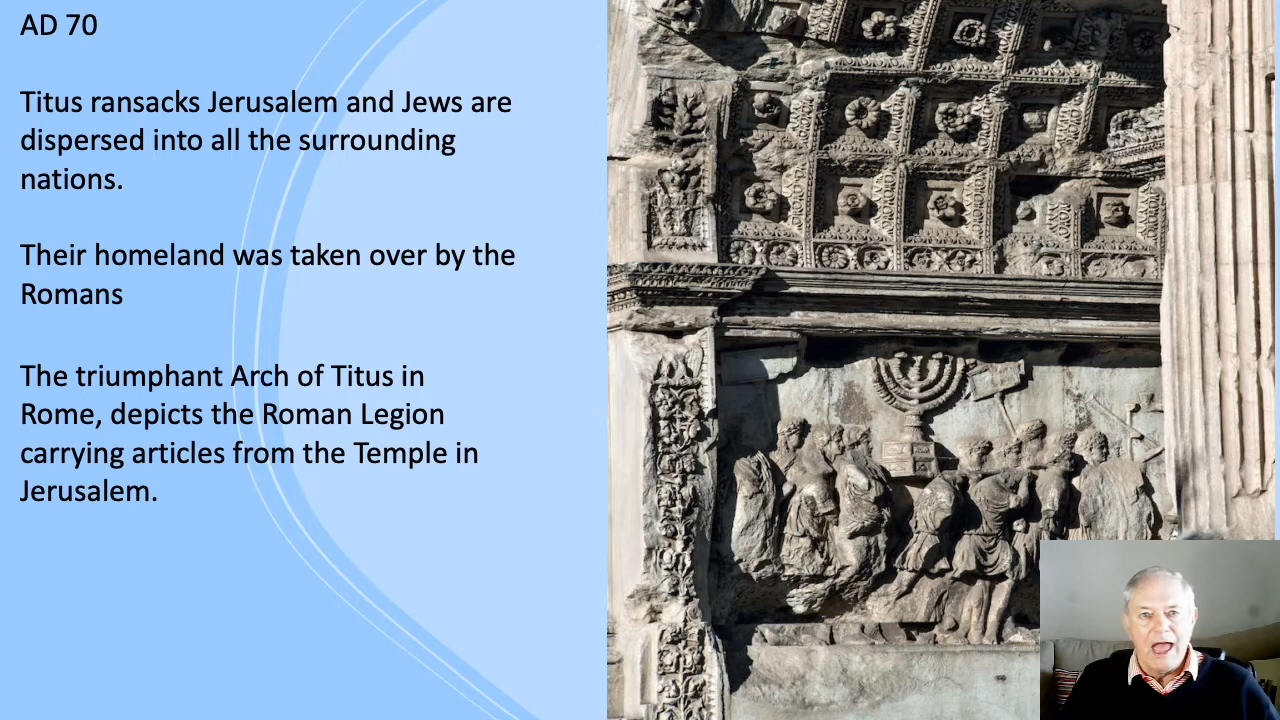 AD 70
Titus ransacks Jerusalem and Jews are
dispersed into all the surrounding
nations.
Their homeland was taken over by the
Romans
The triumphant Arch of Titus in
Rome, depicts the Roman Legion
carrying articles from the Temple in
Jerusalem.